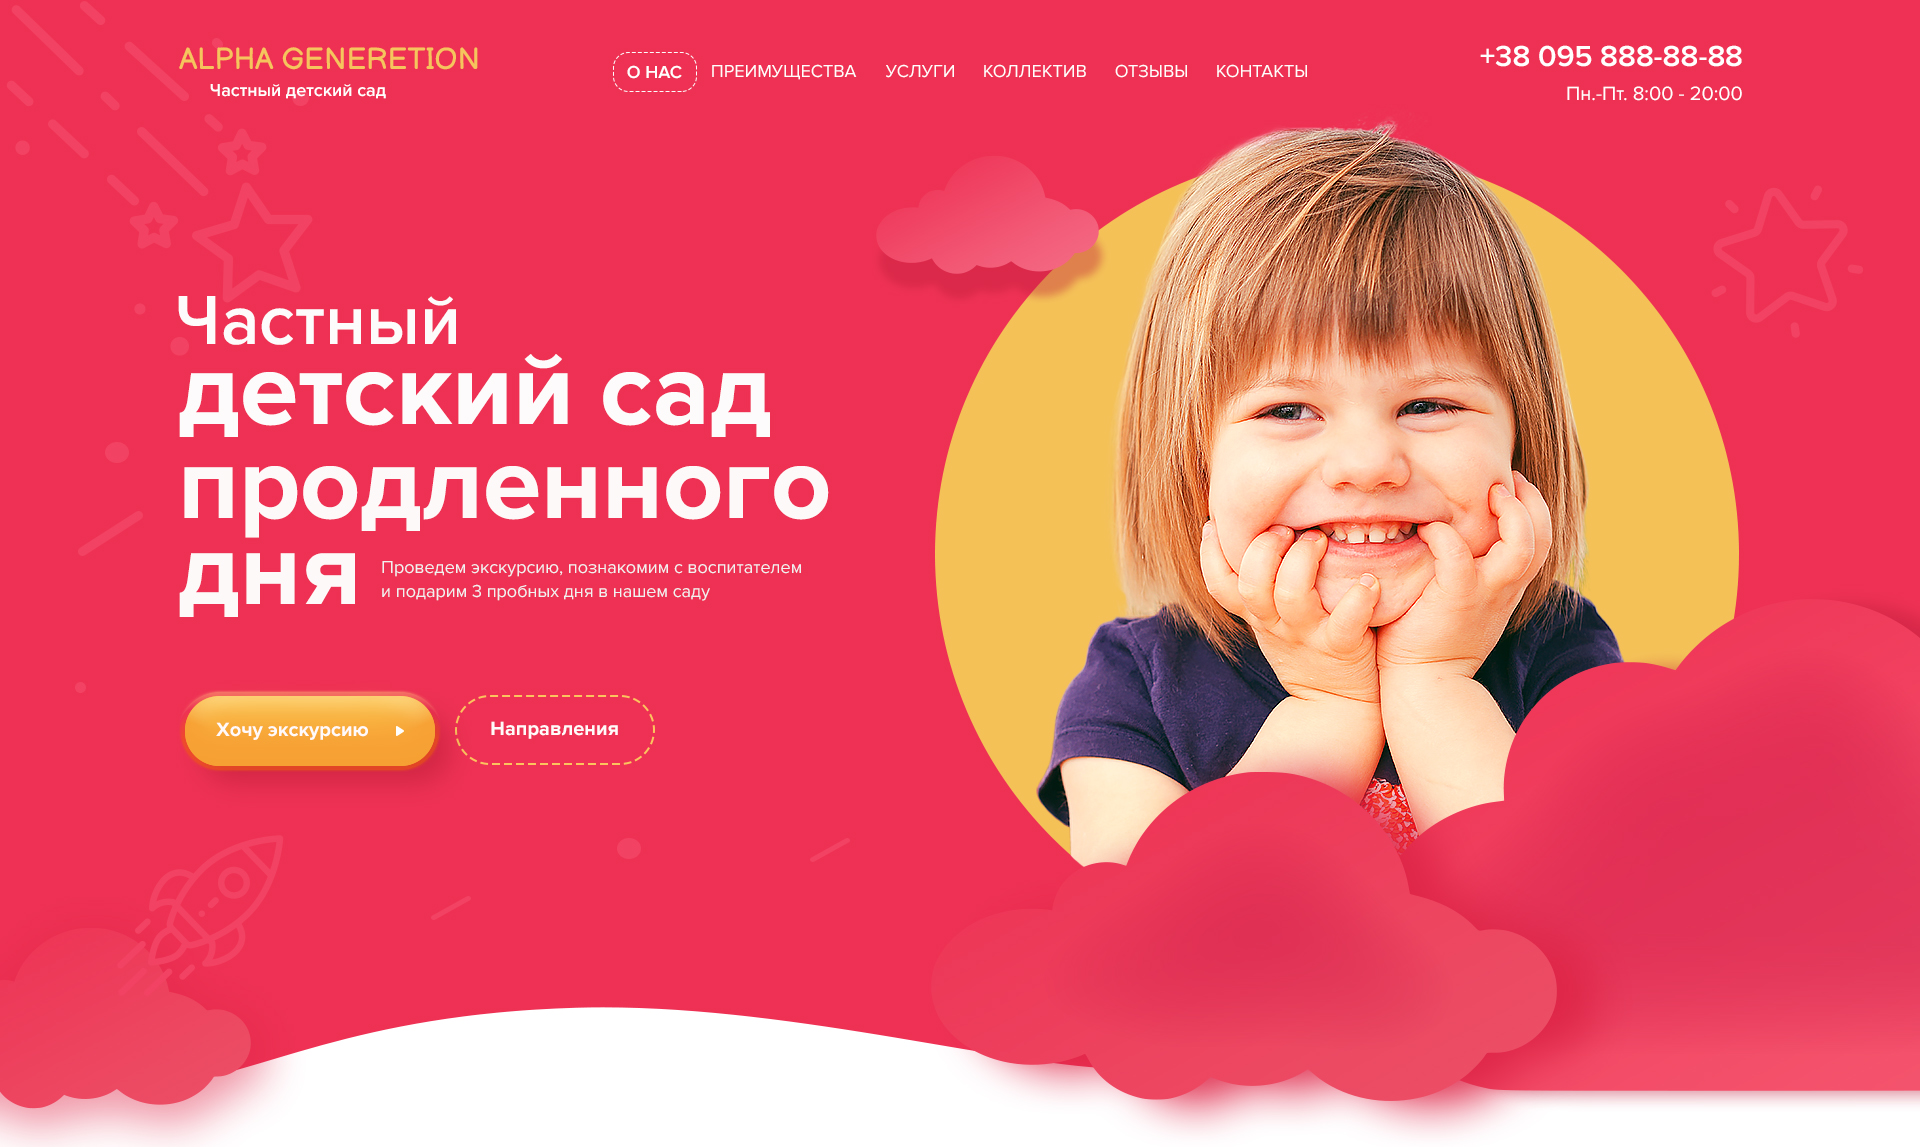 ALPHA GENERETION
Частный детский сад
О НАС ПРЕИМУЩЕСТВА УСЛУГИ КОЛЛЕКТИВ ОТЗЫВЫ КОНТАКТЫ
+38 095 888-88-88
Пн.-Пт. 8:00 - 20:00
Частный
детский сад
продленного
дня
Проведем экскурсию, познакомим с воспитателем
и подарим 3 пробных дня в нашем саду
Хочу экскурсию
Направления